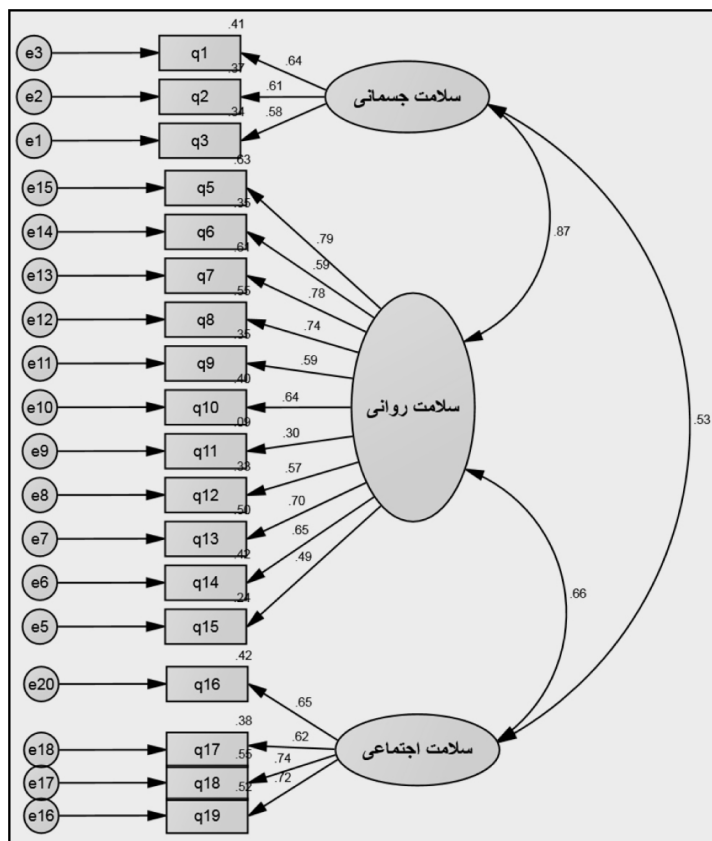 .41
e3 q1 .64
.37
e2 q2 .61 سلامت جسمانی
.34
e1 q3 .58
.63
e15 q5 .79
.35
e14 q6 .59
.61
e13 q7 .78
.55
e12 q8 .74
.35
e11 q9 .59
.40
e10 q10 .64 سلامت روانی
.09
e9 q11 .30
.33
e8 q12 .57
.50
e7 q13 .70
.42
e6 q14 .65
.24
e5 q15 .49
.87
.53
.66
.42
e20 q16 .65
.38
e18 q17 .62 سلامت اجتماعی
.55
e17 q18 .74
.52
e16 q19 .72